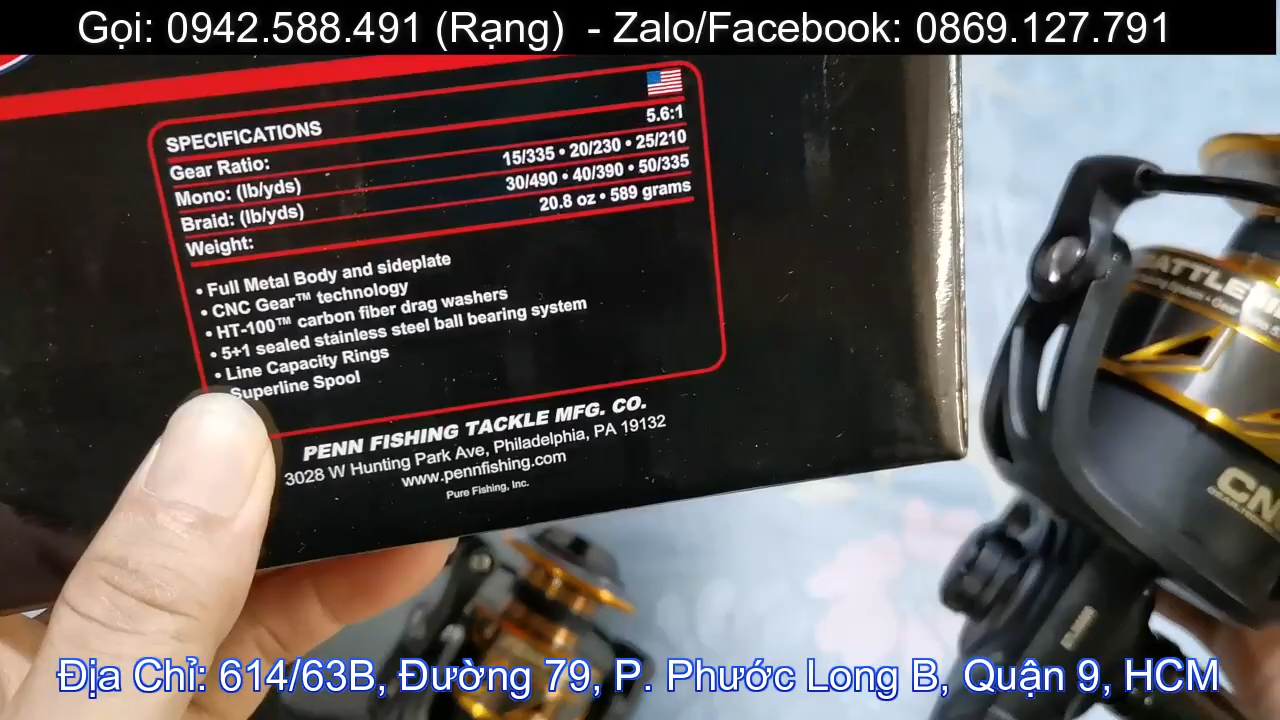 Gọi: 0942.588.491 (Rạng) - Zalo/Facebook: 0869.127.791
SPECIFICATIONS
Gear Ratio: 5.6:1
Mono: (lb/yds) 15/335 • 20/230 • 25/210
Braid: (lb/yds) 30/490 • 40/390 • 50/335
Weight: 20.8 oz • 589 grams
• Full Metal Body and sideplate
• CNC Gear™ technology
• HT-100™ carbon fiber drag washers
• 5+1 sealed stainless steel ball bearing system
• Line Capacity Rings
Superline Spool
PENN FISHING TACKLE MFG. CO.
3028 W Hunting Park Ave, Philadelphia, PA 19132
www.pennfishing.com
Pure Fishing, Inc.
BATTLE
CN
Địa Chỉ: 614/63B, Đường 79, P. Phước Long B, Quận 9, HCM